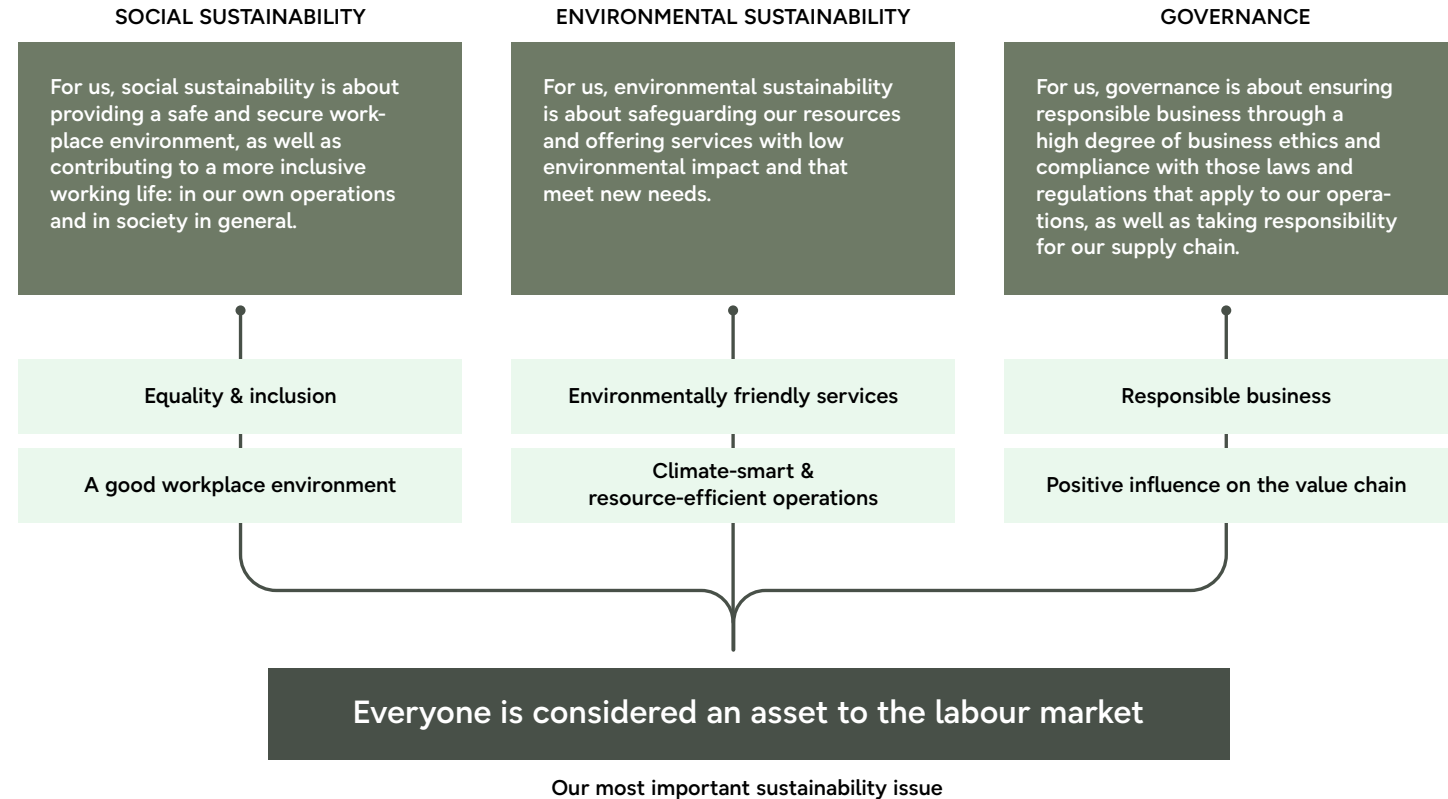 SOCIAL SUSTAINABILITY
For us, social sustainability is about
providing a safe and secure work-
place environment, as well as
contributing to a more inclusive
working life: in our own operations
and in society in general.
Equality & inclusion
A good workplace environment
ENVIRONMENTAL SUSTAINABILITY
For us, environmental sustainability
is about safeguarding our resources
and offering services with low
environmental impact and that
meet new needs.
Environmentally friendly services
Climate-smart &
resource-efficient operations
GOVERNANCE
For us, governance is about ensuring
responsible business through a
high degree of business ethics and
compliance with those laws and
regulations that apply to our opera-
tions, as well as taking responsibility
for our supply chain.
Responsible business
Positive influence on the value chain
Everyone is considered an asset to the labour market
Our most important sustainability issue